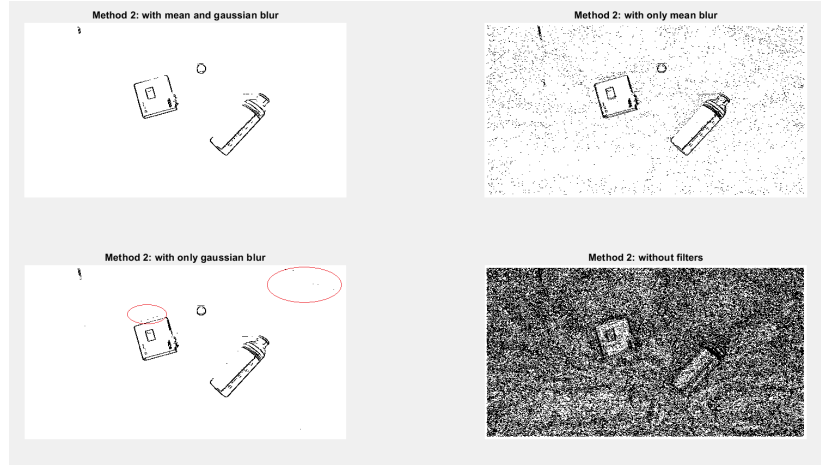 Method 2: with mean and gaussian blur
Method 2: with only mean blur
Method 2: with only gaussian blur
Method 2: without filters